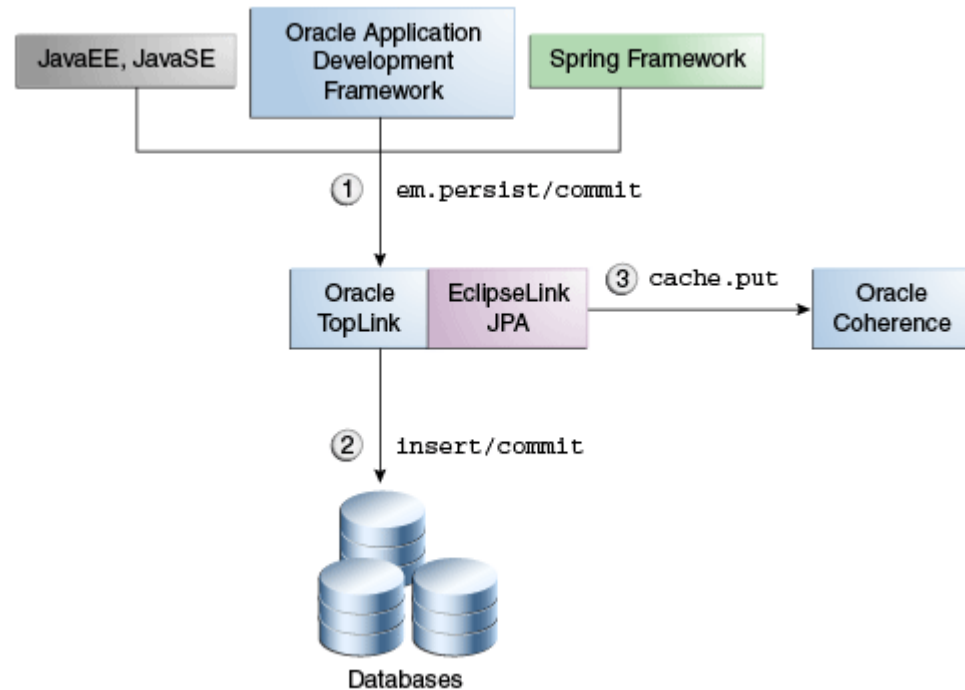 JavaEE, JavaSE
Oracle Application
Development
Framework
Spring Framework
1 em.persist/commit
Oracle
TopLink
EclipseLink
JPA
3 cache.put
Oracle
Coherence
2 insert/commit
Databases